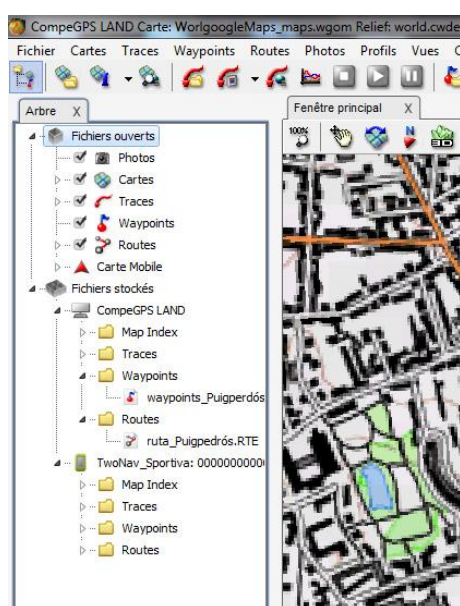 CompeGPS LAND Carte: WorlgoogleMaps_maps.wgom Relief: world.cwde
Fichier Cartes Traces Waypoints Routes Photos Profils Vues
Arbre X
Fenêtre principal X
100%
N
3D
Fichiers ouverts
Photos
Cartes
Traces
Waypoints
Routes
Carte Mobile
Fichiers stockés
CompeGPS LAND
Map Index
Traces
Waypoints
waypoints_Puigperdós
Routes
ruta_Puigpedrós.RTE
TwoNav_Sportiva: 0000000000
Map Index
Traces
Waypoints
Routes